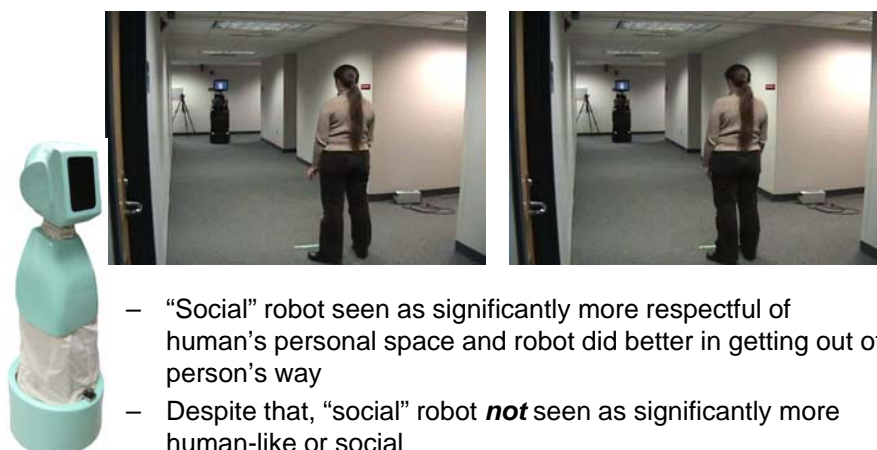 – “Social” robot seen as significantly more respectful of
human’s personal space and robot did better in getting out of
person’s way
– Despite that, “social” robot not seen as significantly more
human-like or social